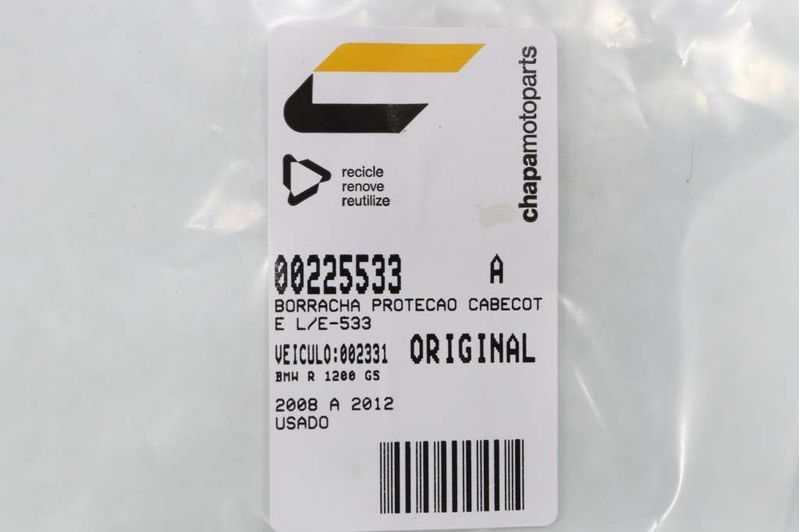 chapamotoparts
recicle
renove
reutilize
00225533 A
BORRACHA PROTECAO CABECOT
E L/E-533
VEICULO:002331 ORIGINAL
BMW R 1200 GS
2008 A 2012
USADO